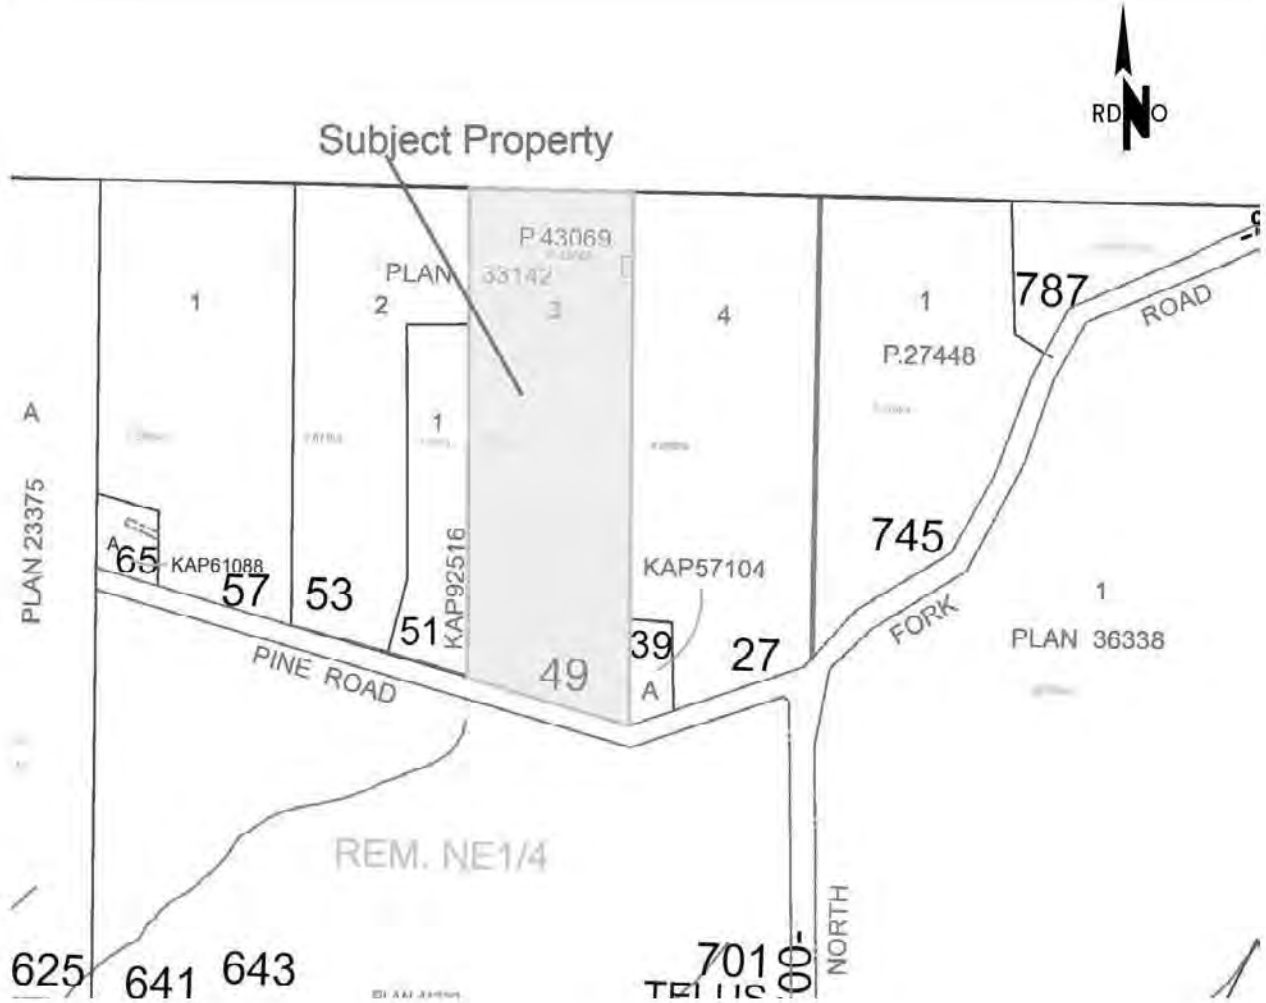 RDNO
Subject Property
P.43069
PLAN 33142
1
2
3
4
1
787
ROAD
P.27448
A
1
PLAN 23375
745
A
65
KAP61088
57
53
51
KAP92516
KAP57104
39
27
49
A
FORK
1
PLAN 36338
PINE ROAD
REM. NE1/4
NORTH
625
641
643
701
TELUS